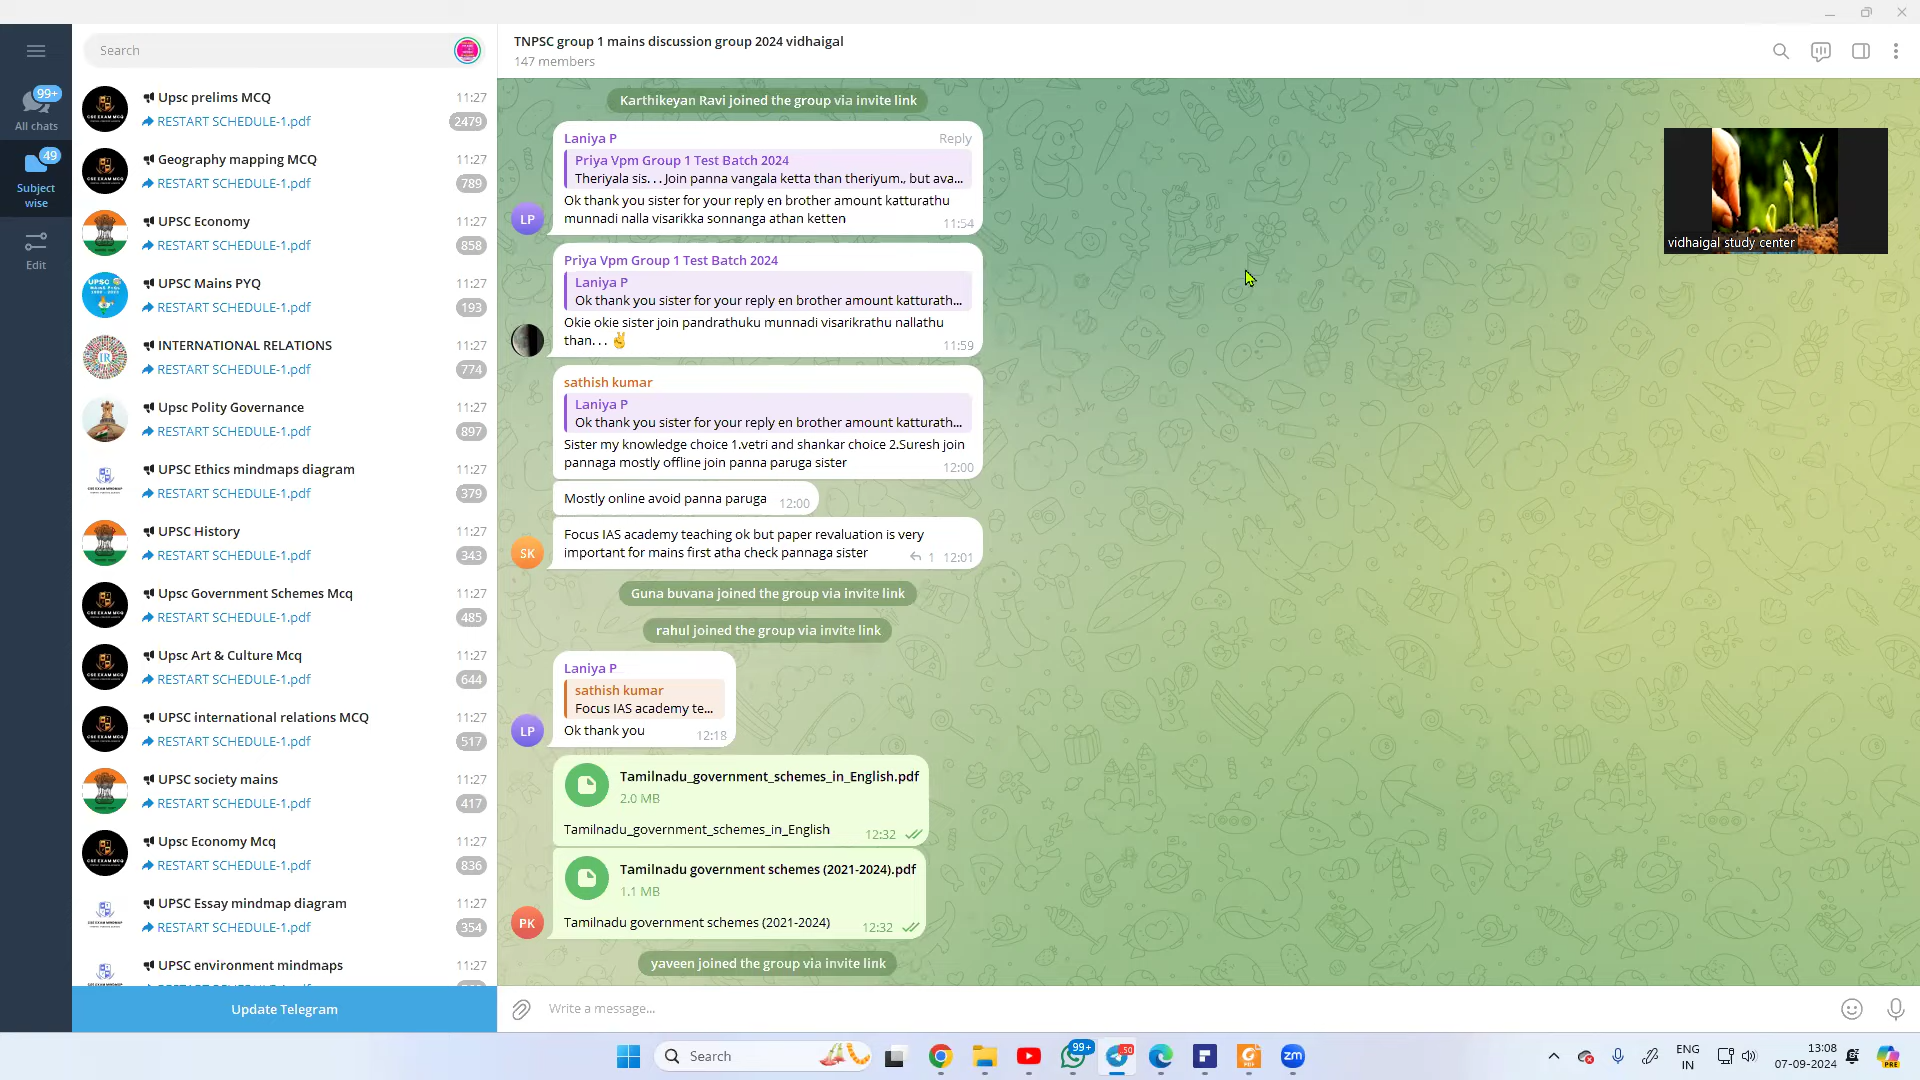 Search
99+
All chats
49
Subject
wise
Edit
Upsc prelims MCQ 11:27
RESTART SCHEDULE-1.pdf 2479
Geography mapping MCQ 11:27
RESTART SCHEDULE-1.pdf 789
UPSC Economy 11:27
RESTART SCHEDULE-1.pdf 858
UPSC Mains PYQ 11:27
RESTART SCHEDULE-1.pdf 193
INTERNATIONAL RELATIONS 11:27
RESTART SCHEDULE-1.pdf 774
Upsc Polity Governance 11:27
RESTART SCHEDULE-1.pdf 897
UPSC Ethics mindmaps diagram 11:27
RESTART SCHEDULE-1.pdf 379
UPSC History 11:27
RESTART SCHEDULE-1.pdf 343
Upsc Government Schemes Mcq 11:27
RESTART SCHEDULE-1.pdf 485
Upsc Art & Culture Mcq 11:27
RESTART SCHEDULE-1.pdf 644
UPSC international relations MCQ 11:27
RESTART SCHEDULE-1.pdf 517
UPSC society mains 11:27
RESTART SCHEDULE-1.pdf 417
Upsc Economy Mcq 11:27
RESTART SCHEDULE-1.pdf 836
UPSC Essay mindmap diagram 11:27
RESTART SCHEDULE-1.pdf 354
UPSC environment mindmaps 11:27
Update Telegram
TNPSC group 1 mains discussion group 2024 vidhaigal
147 members
Karthikeyan Ravi joined the group via invite link
Laniya P Reply
Priya Vpm Group 1 Test Batch 2024
Theriyala sis. . . Join panna vangala ketta than theriyum., but ava...
Ok thank you sister for your reply en brother amount katturathu
munnadi nalla visarikka sonnanga athan ketten 11:54
LP
Priya Vpm Group 1 Test Batch 2024
Laniya P
Ok thank you sister for your reply en brother amount katturath...
Okie okie sister join pandrathuku munnadi visarikrathu nallathu
than. . . ✌ 11:59
sathish kumar
Laniya P
Ok thank you sister for your reply en brother amount katturath...
Sister my knowledge choice 1.vetri and shankar choice 2.Suresh join
pannaga mostly offline join panna paruga sister 12:00
Mostly online avoid panna paruga 12:00
Focus IAS academy teaching ok but paper revaluation is very
important for mains first atha check pannaga sister 1 12:01
SK
Guna buvana joined the group via invite link
rahul joined the group via invite link
Laniya P
sathish kumar
Focus IAS academy te...
Ok thank you 12:18
LP
Tamilnadu_government_schemes_in_English.pdf
2.0 MB
Tamilnadu_government_schemes_in_English 12:32
Tamilnadu government schemes (2021-2024).pdf
1.1 MB
Tamilnadu government schemes (2021-2024) 12:32
PK
yaveen joined the group via invite link
Write a message...
vidhaigal study center
Search
99+
50
zm
ENG
IN
13:08
07-09-2024
PRE